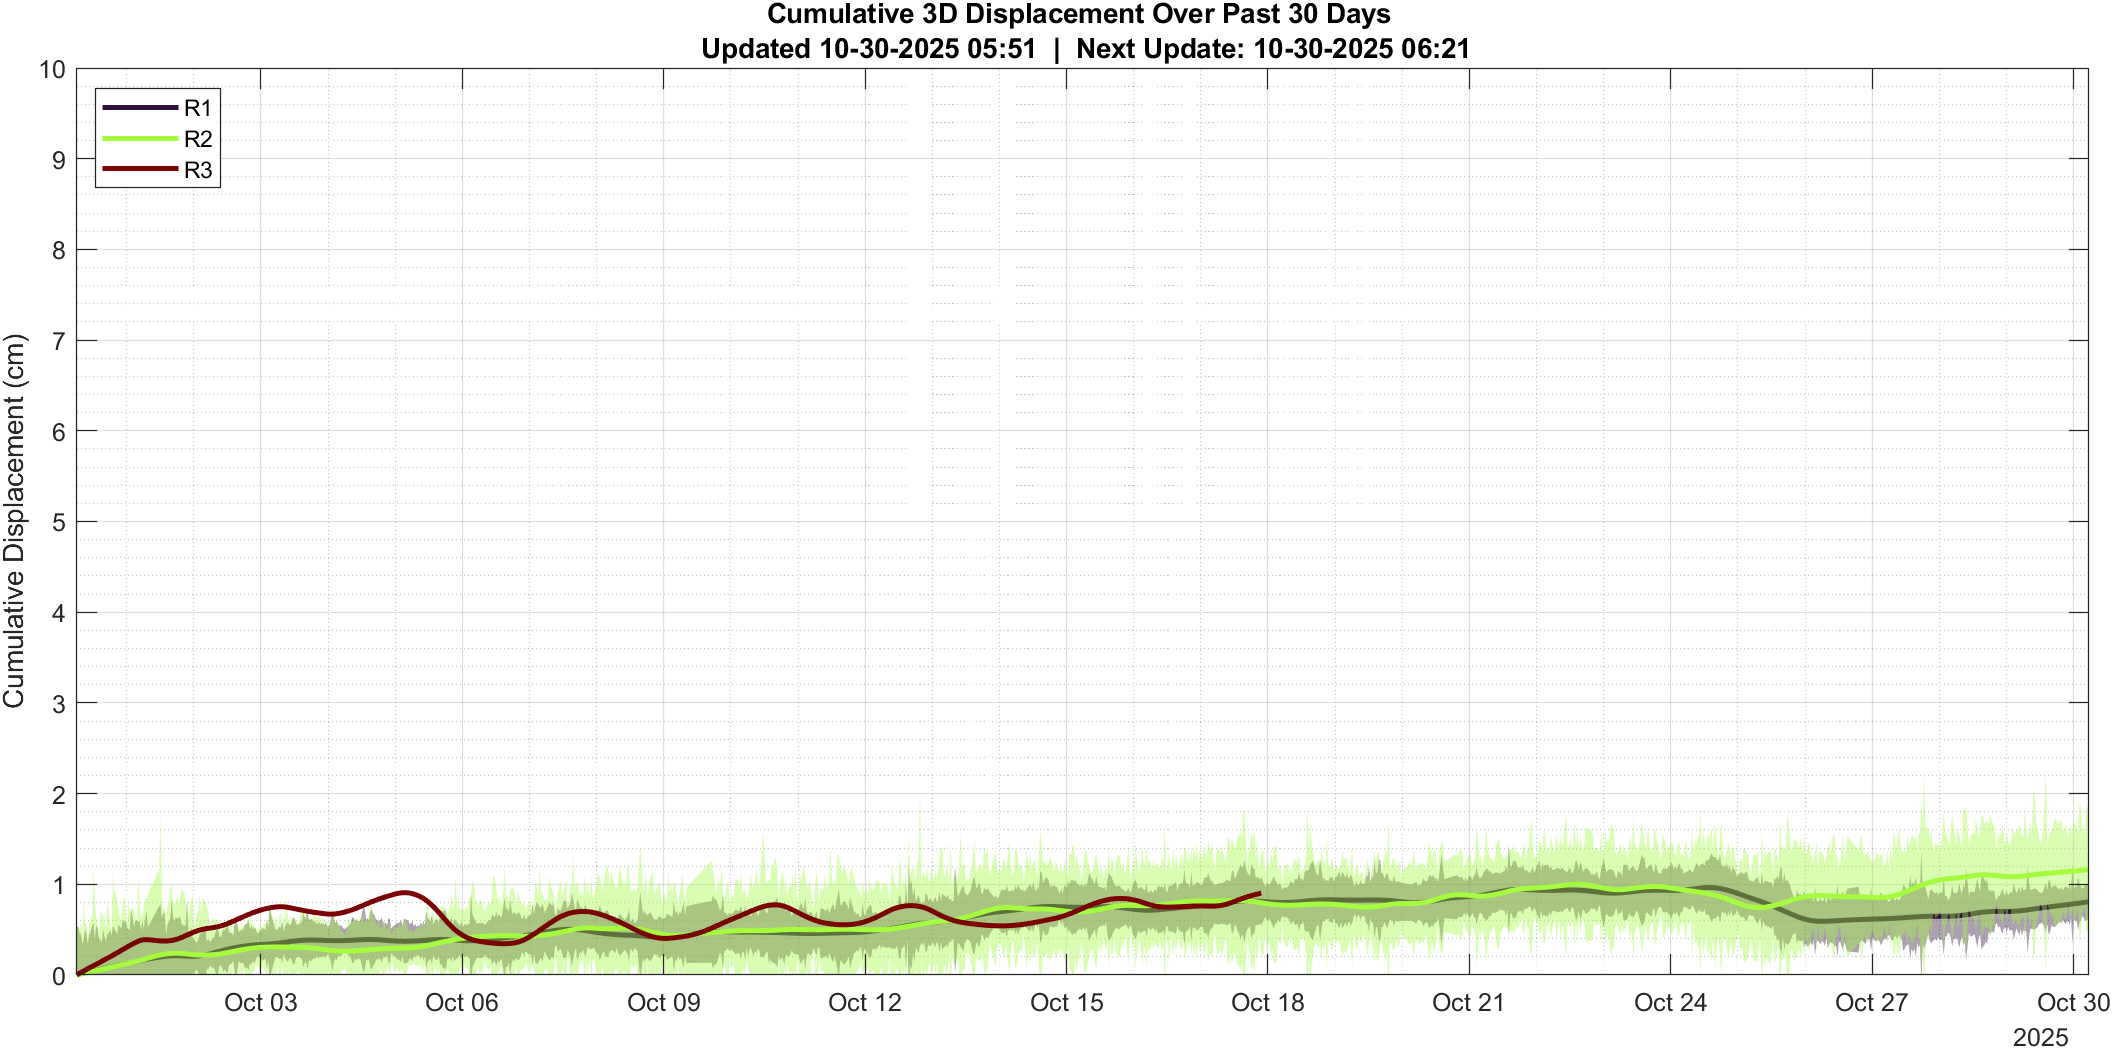 Cumulative 3D Displacement Over Past 30 Days
Updated 10-30-2025 05:51 | Next Update: 10-30-2025 06:21
R1
R2
R3
Cumulative Displacement (cm)
10
9
8
7
6
5
4
3
2
1
0
Oct 03 Oct 06 Oct 09 Oct 12 Oct 15 Oct 18 Oct 21 Oct 24 Oct 27 Oct 30
2025